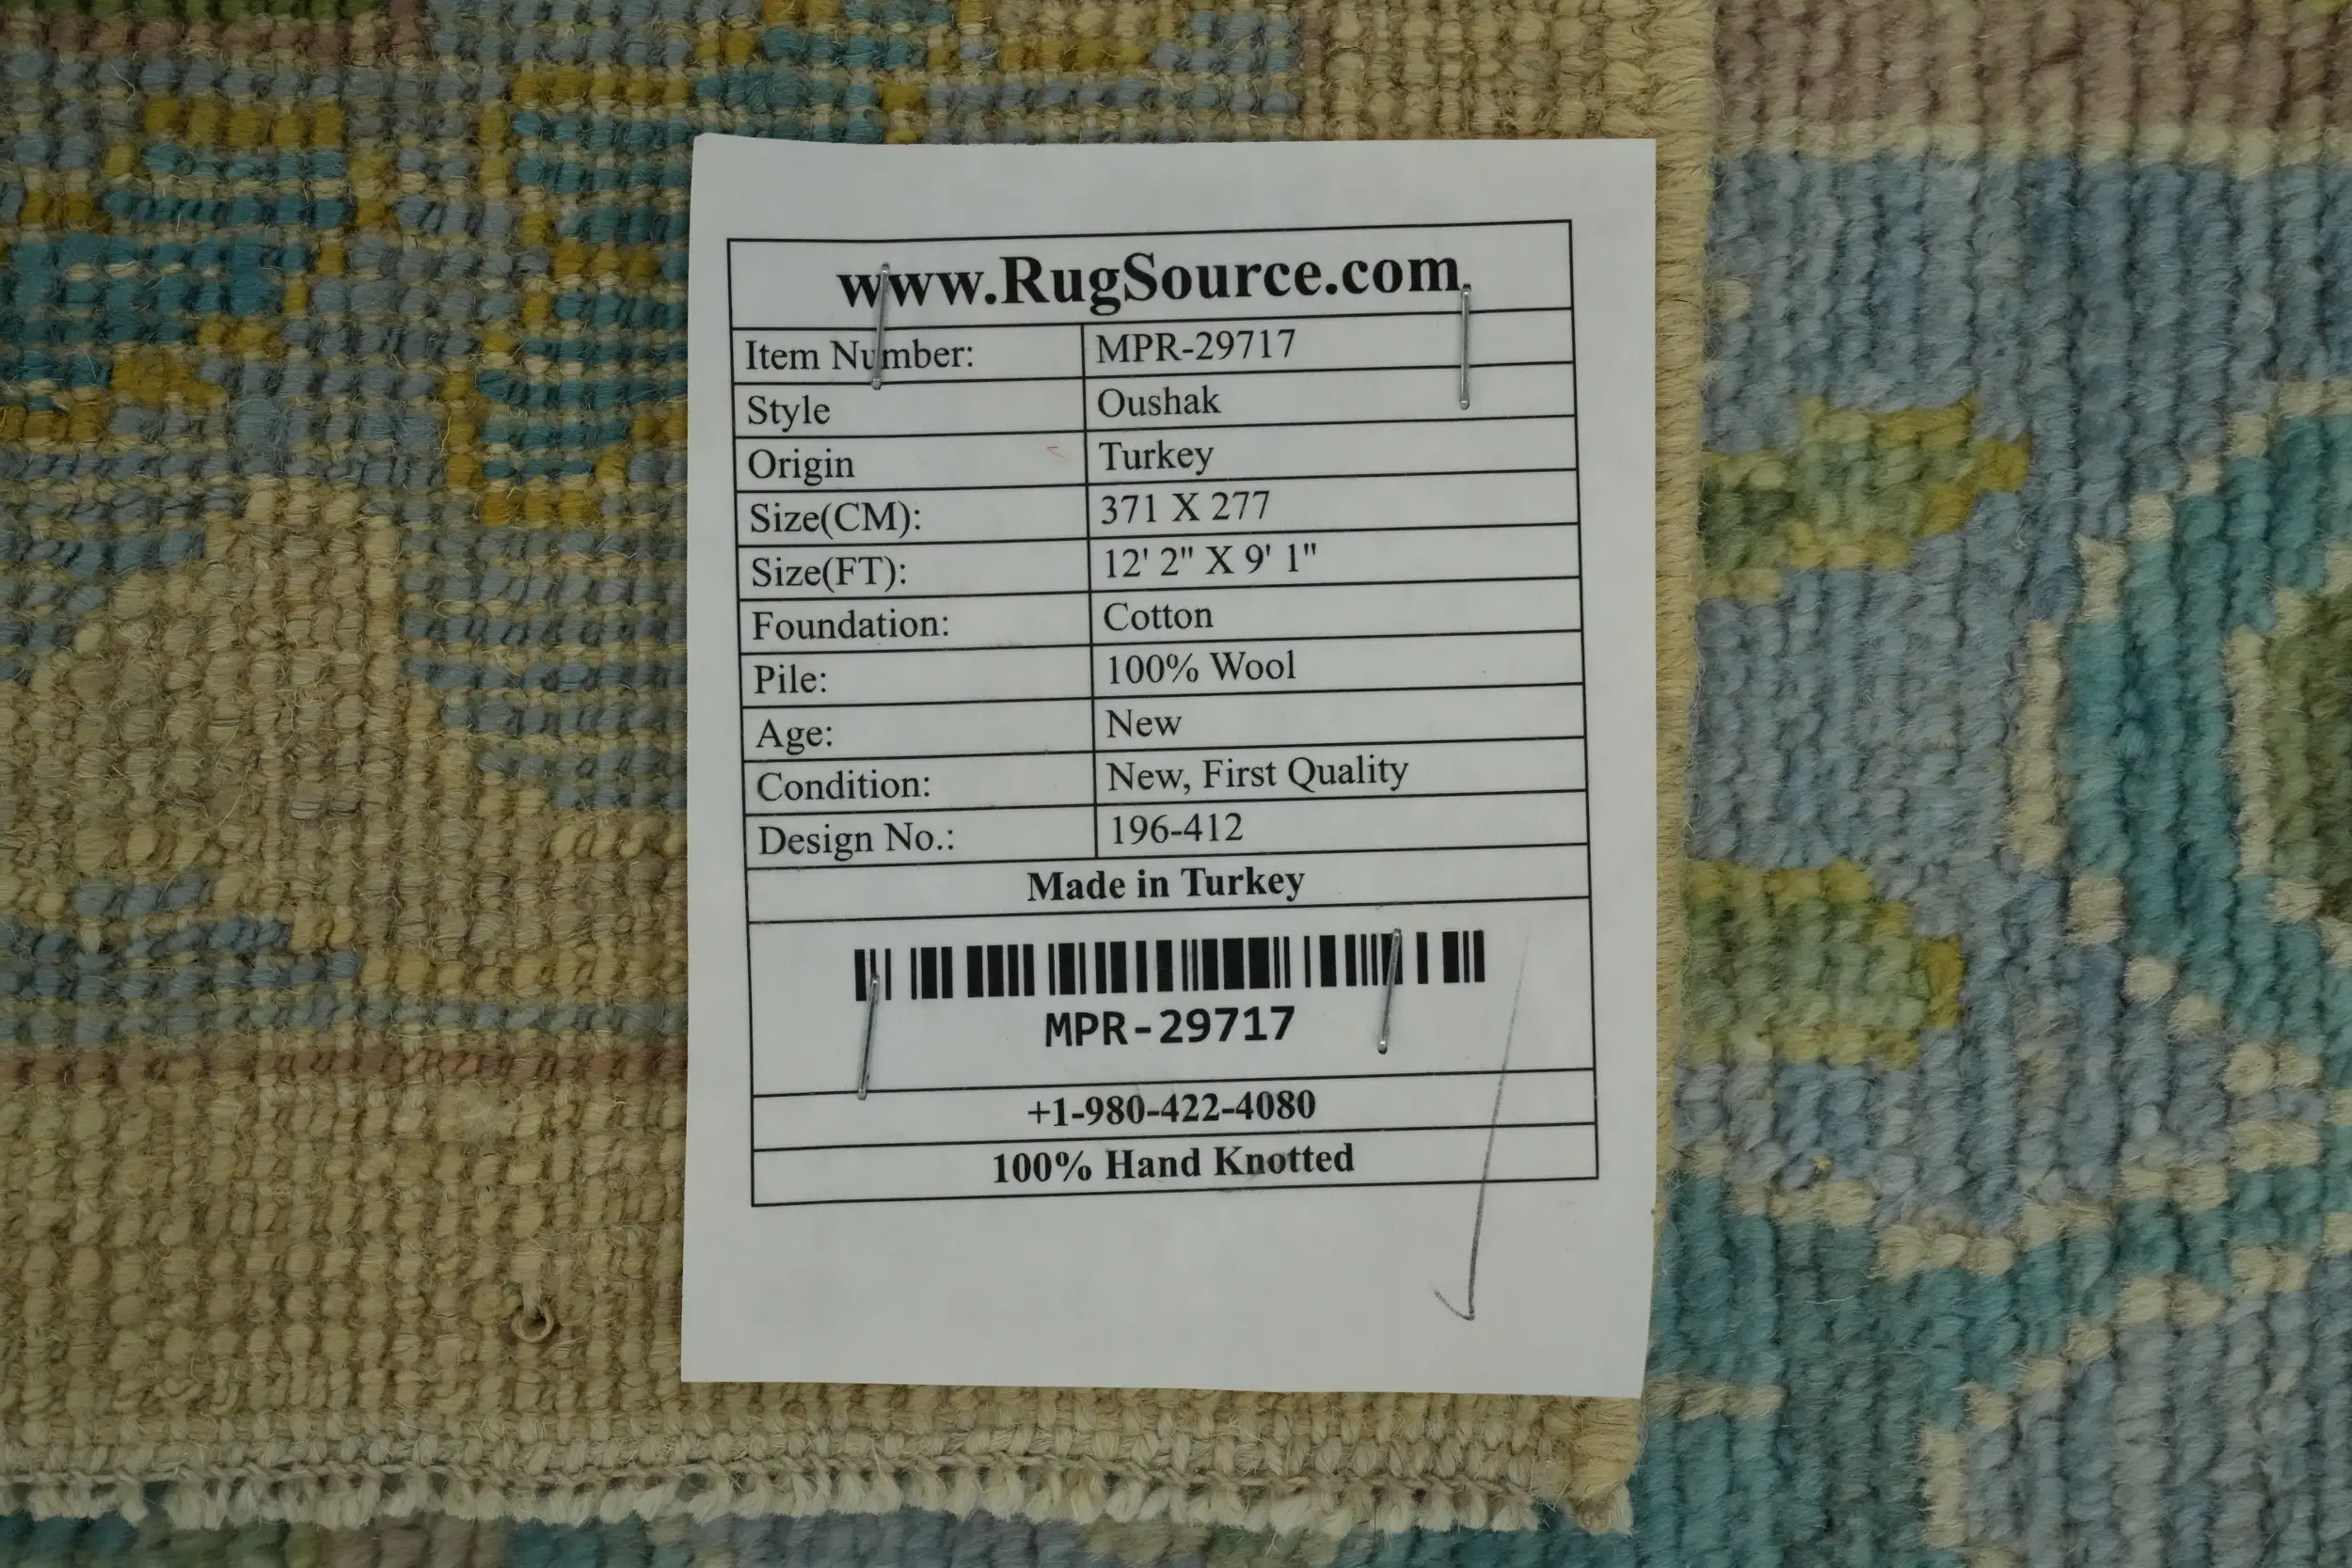 www.RugSource.com
Item Number: MPR-29717
Style Oushak
Origin Turkey
Size(CM): 371 X 277
Size(FT): 12' 2" X 9' 1"
Foundation: Cotton
Pile: 100% Wool
Age: New
Condition: New, First Quality
Design No.: 196-412
Made in Turkey
MPR-29717
+1-980-422-4080
100% Hand Knotted